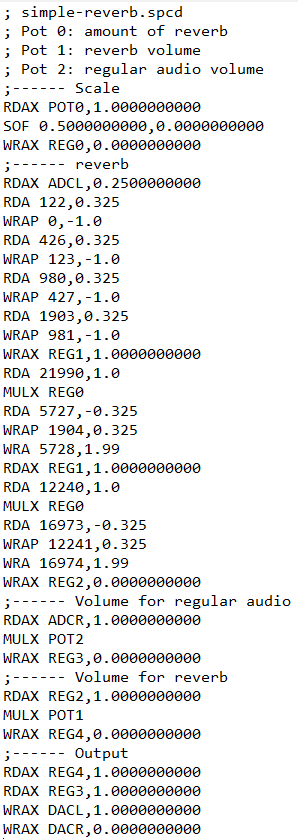 ; simple-reverb.spcd
; Pot 0: amount of reverb
; Pot 1: reverb volume
; Pot 2: regular audio volume
;------ Scale
RDAX POT0,1.0000000000
SOF 0.5000000000,0.0000000000
WRAX REG0,0.0000000000
;------ reverb
RDAX ADCL,0.2500000000
RDA 122,0.325
WRAP 0,-1.0
RDA 426,0.325
WRAP 123,-1.0
RDA 980,0.325
WRAP 427,-1.0
RDA 1903,0.325
WRAP 981,-1.0
WRAX REG1,1.0000000000
RDA 21990,1.0
MULX REG0
RDA 5727,-0.325
WRAP 1904,0.325
WRA 5728,1.99
RDAX REG1,1.0000000000
RDA 12240,1.0
MULX REG0
RDA 16973,-0.325
WRAP 12241,0.325
WRA 16974,1.99
WRAX REG2,0.0000000000
;------ Volume for regular audio
RDAX ADCR,1.0000000000
MULX POT2
WRAX REG3,0.0000000000
;------ Volume for reverb
RDAX REG2,1.0000000000
MULX POT1
WRAX REG4,0.0000000000
;------ Output
RDAX REG4,1.0000000000
RDAX REG3,1.0000000000
WRAX DACL,1.0000000000
WRAX DACR,0.0000000000